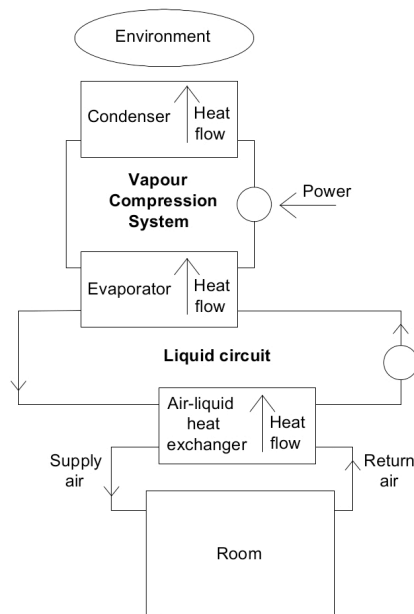 Environment
Condenser
Heat
flow
Vapour
Compression
System
Power
Evaporator
Heat
flow
Liquid circuit
Air-liquid
heat
exchanger
Heat
flow
Supply
air
Return
air
Room